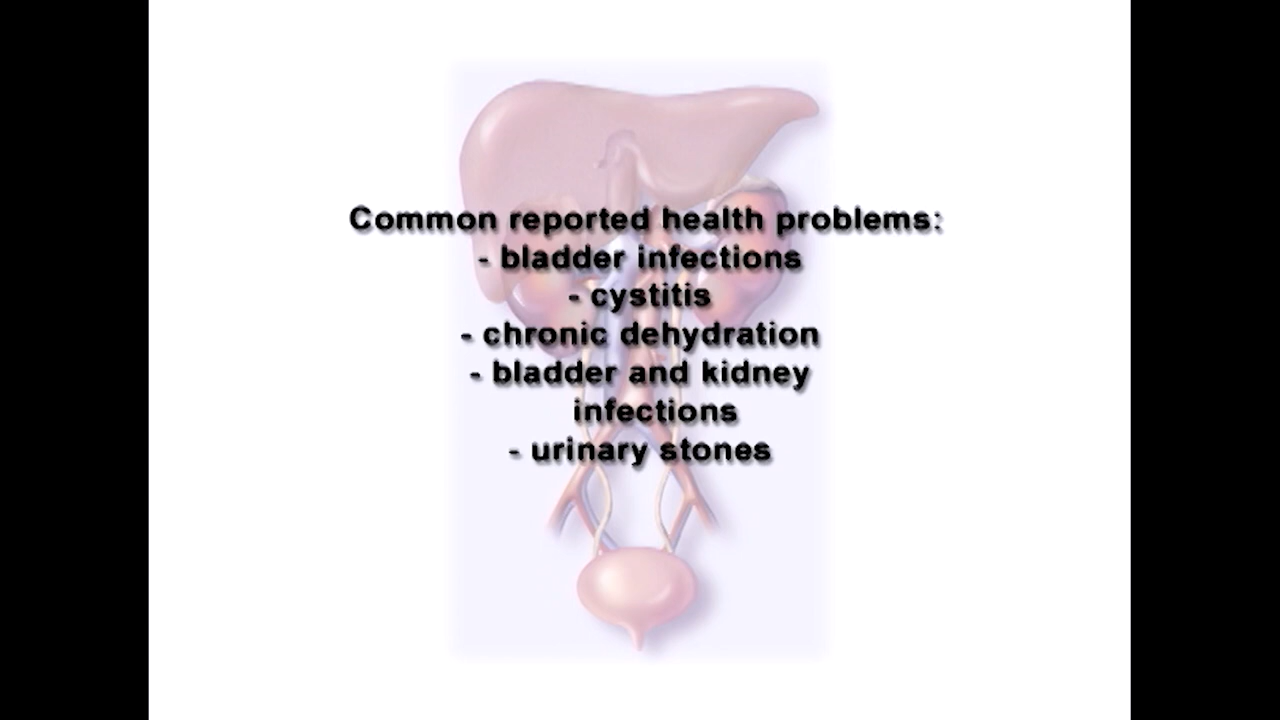 Common reported health problems:
- bladder infections
- cystitis
- chronic dehydration
- bladder and kidney
infections
- urinary stones